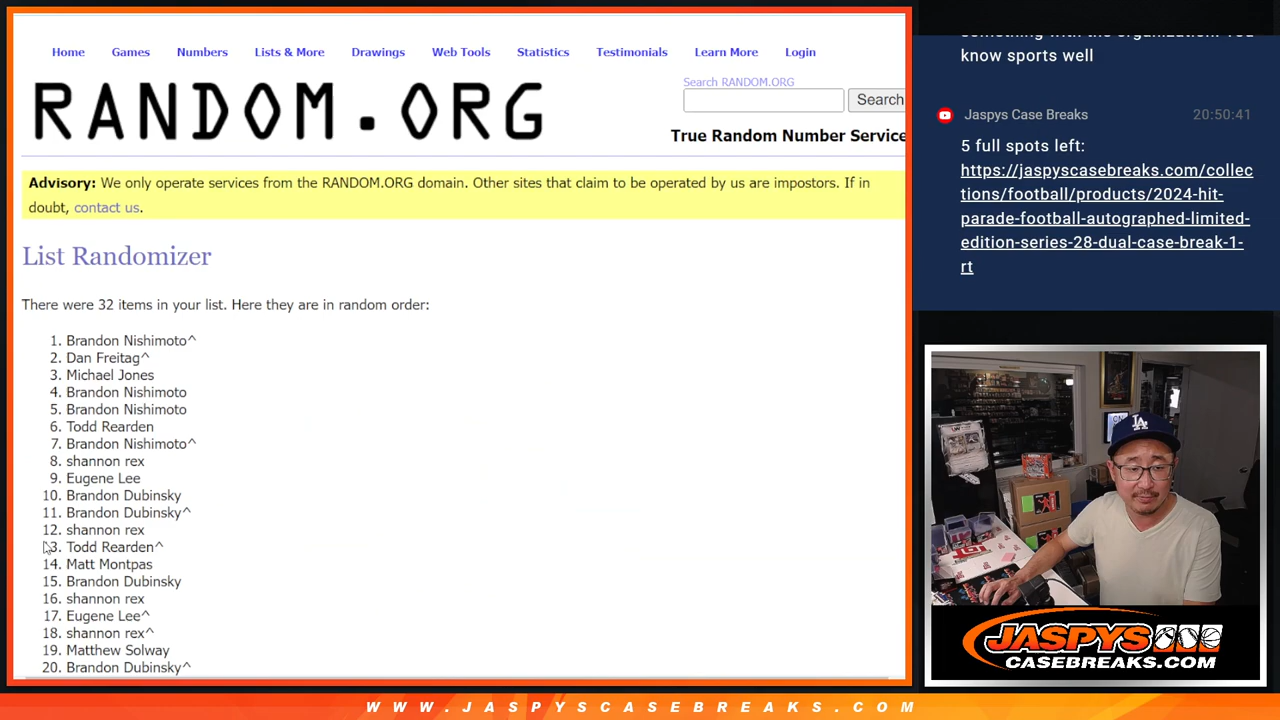 Home Games Numbers Lists & More Drawings Web Tools Statistics Testimonials Learn More Login
RANDOM.ORG
Search RANDOM.ORG
Search
True Random Number Service
Advisory: We only operate services from the RANDOM.ORG domain. Other sites that claim to be operated by us are impostors. If in
doubt, contact us.
List Randomizer
There were 32 items in your list. Here they are in random order:
1. Brandon Nishimoto^
2. Dan Freitag^
3. Michael Jones
4. Brandon Nishimoto
5. Brandon Nishimoto
6. Todd Rearden
7. Brandon Nishimoto^
8. shannon rex
9. Eugene Lee
10. Brandon Dubinsky
11. Brandon Dubinsky^
12. shannon rex
13. Todd Rearden^
14. Matt Montpas
15. Brandon Dubinsky
16. shannon rex
17. Eugene Lee^
18. shannon rex^
19. Matthew Solway
20. Brandon Dubinsky^
know sports well
Jaspys Case Breaks 20:50:41
5 full spots left:
https://jaspyscasebreaks.com/collec
tions/football/products/2024-hit-
parade-football-autographed-limited-
edition-series-28-dual-case-break-1-
rt
LA
JASPYS
CASEBREAKS.COM
WWW.JASPYSCASEBREAKS.COM